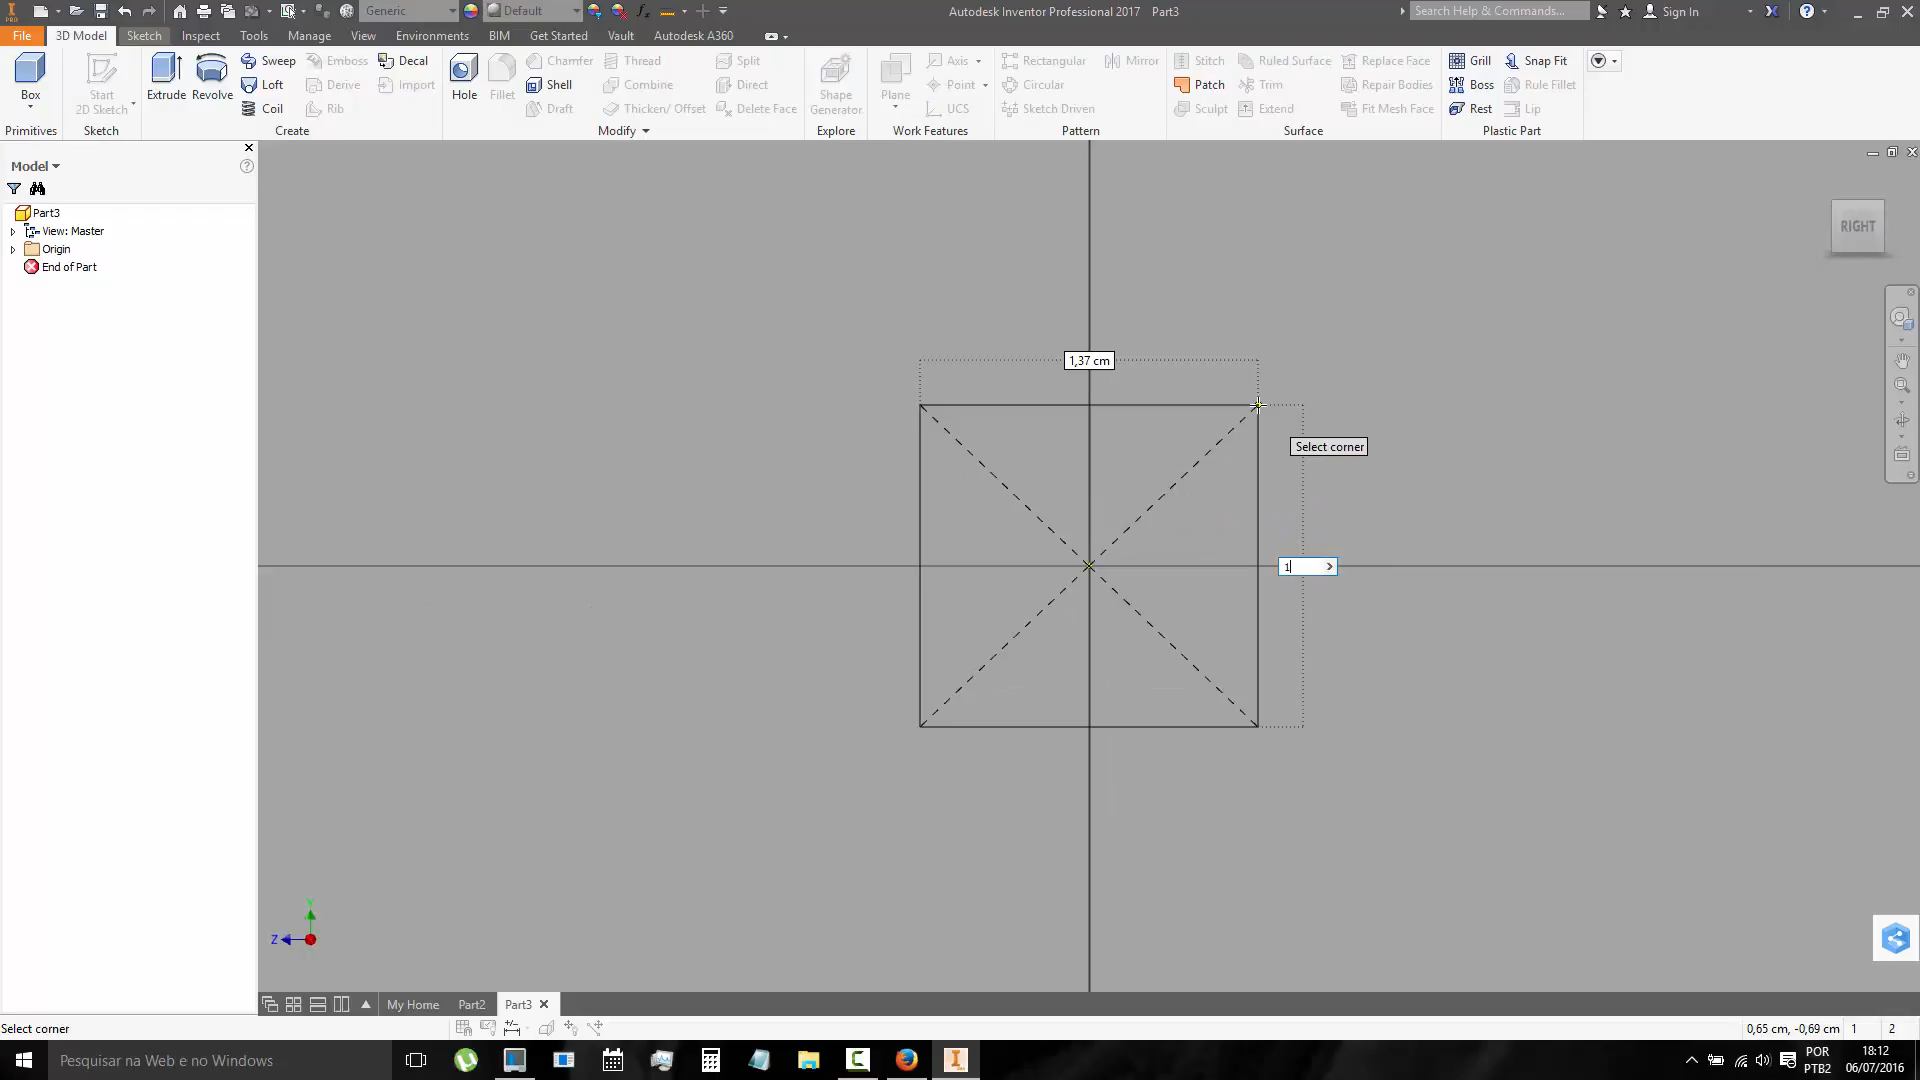 Generic Default Autodesk Inventor Professional 2017 Part3 Search Help & Commands... Sign In
File 3D Model Sketch Inspect Tools Manage View Environments BIM Get Started Vault Autodesk A360
Sweep Emboss Decal Chamfer Thread Split Axis Rectangular Mirror Stitch Ruled Surface Replace Face Grill Snap Fit
Box Start 2D Sketch Extrude Revolve Loft Derive Import Hole Fillet Shell Combine Direct Shape Generator Plane Point Circular Patch Trim Repair Bodies Boss Rule Fillet
Coil Rib Draft Thicken/ Offset Delete Face UCS Sketch Driven Sculpt Extend Fit Mesh Face Rest Lip
Primitives Sketch Create Modify Explore Work Features Pattern Surface Plastic Part
Model
Part3
View: Master
Origin
End of Part
RIGHT
1,37 cm
Select corner
1
Y
Z
My Home Part2 Part3
Select corner 0,65 cm, -0,69 cm 1 2
Pesquisar na Web e no Windows
POR
PTB2
18:12
06/07/2016